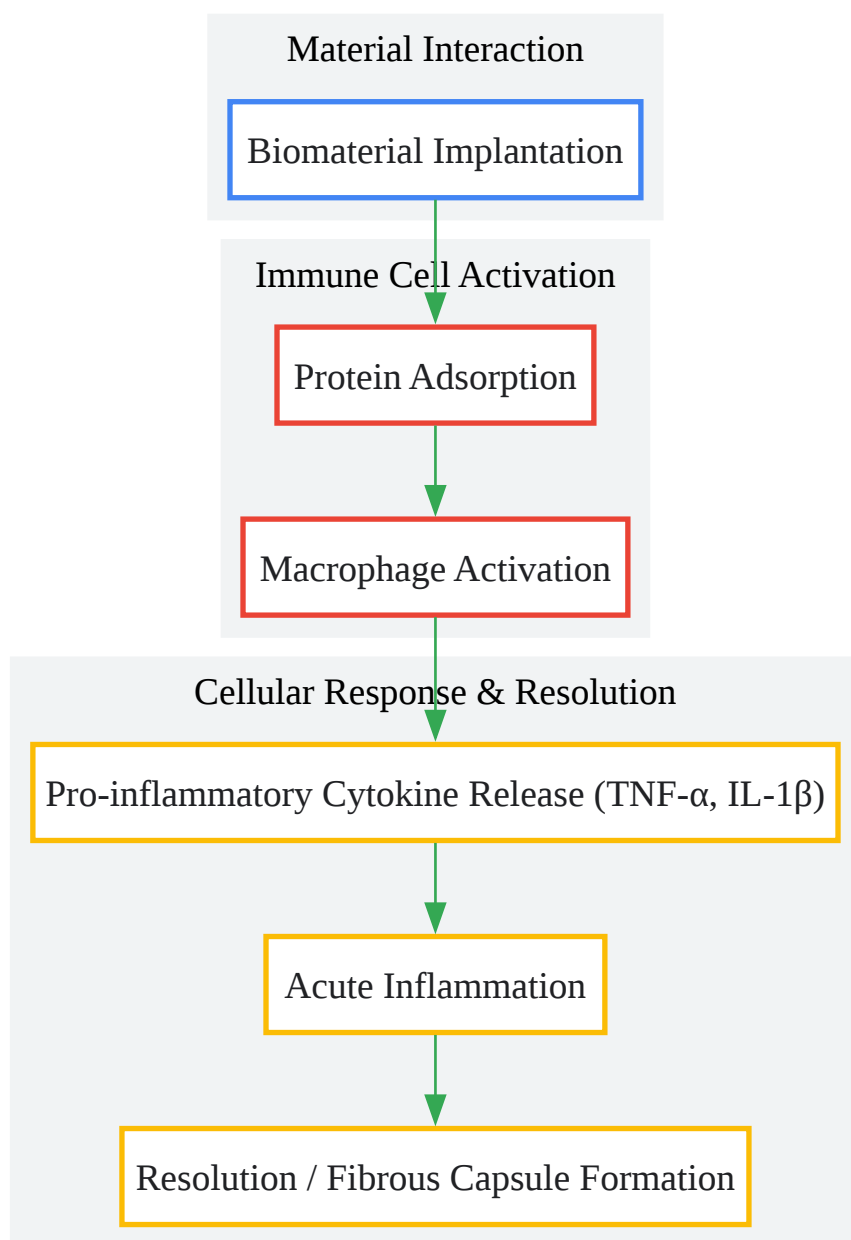 Material Interaction
Biomaterial Implantation
Immune Cell Activation
Protein Adsorption
Macrophage Activation
Cellular Response & Resolution
Pro-inflammatory Cytokine Release (TNF-α, IL-1β)
Acute Inflammation
Resolution / Fibrous Capsule Formation